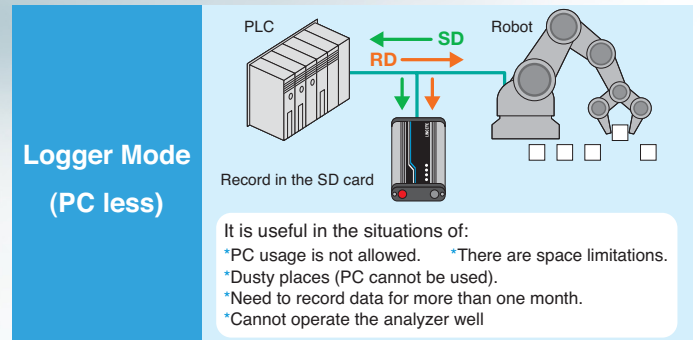 Logger Mode
(PC less)
PLC
SD
RD
Robot
Record in the SD card
It is useful in the situations of:
*PC usage is not allowed. *There are space limitations.
*Dusty places (PC cannot be used).
*Need to record data for more than one month.
*Cannot operate the analyzer well